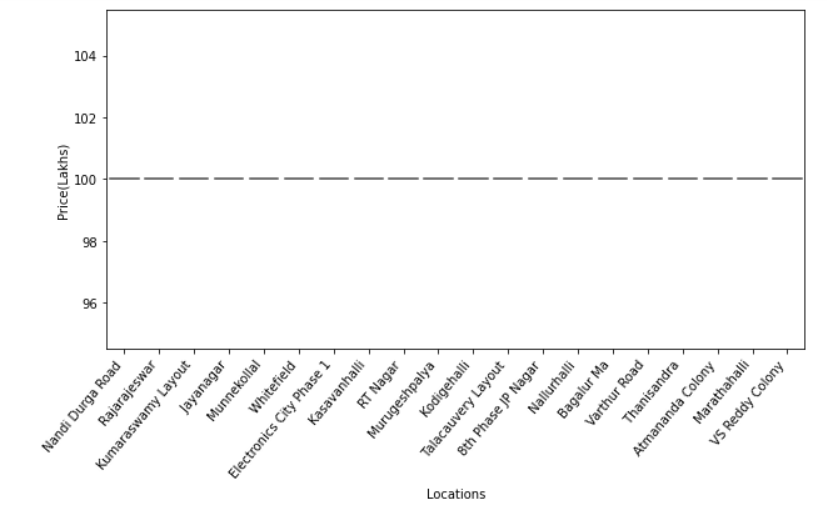 104
102
100
98
96
Price(Lakhs)
Nandi Durga Road
Rajarajeswar
Kumaraswamy Layout
Jayanagar
Munnekollal
Whitefield
Electronics City Phase 1
Kasavanhalli
RT Nagar
Murugeshpalya
Kodigehalli
Talacauvery Layout
8th Phase JP Nagar
Nallurhalli
Bagalur Ma
Varthur Road
Thanisandra
Atmananda Colony
Marathahalli
VS Reddy Colony
Locations